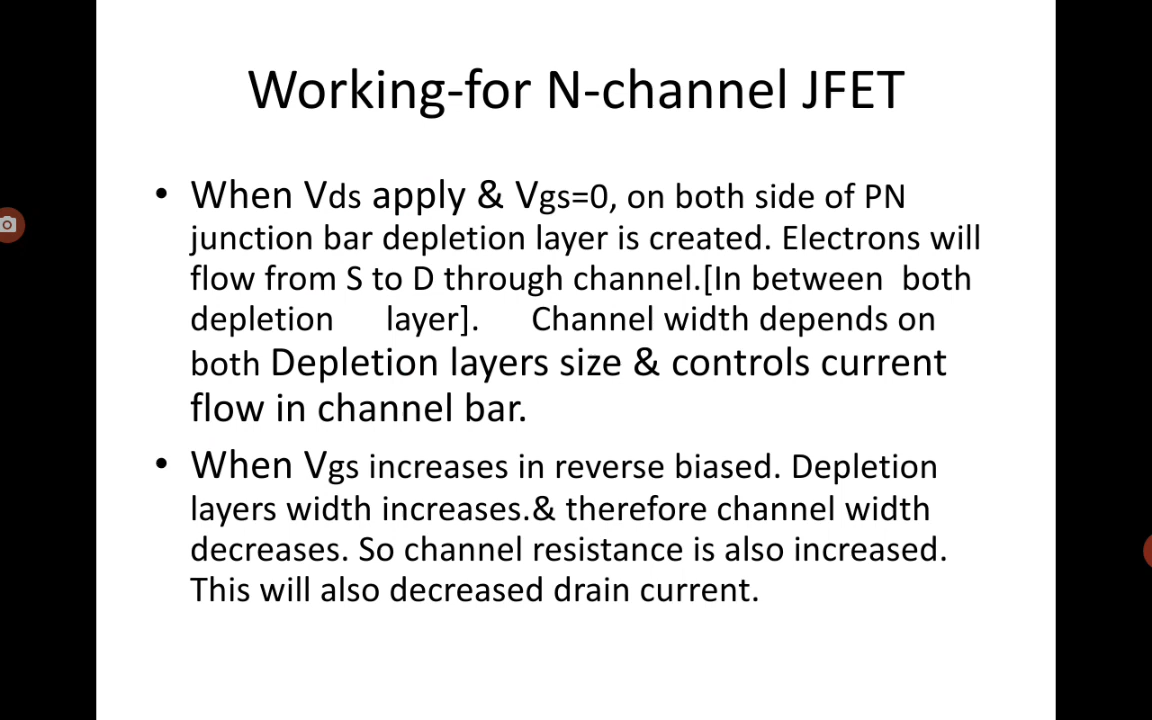 Working-for N-channel JFET
• When Vds apply & Vgs=0, on both side of PN
junction bar depletion layer is created. Electrons will
flow from S to D through channel.[In between both
depletion layer]. Channel width depends on
both Depletion layers size & controls current
flow in channel bar.
• When Vgs increases in reverse biased. Depletion
layers width increases.& therefore channel width
decreases. So channel resistance is also increased.
This will also decreased drain current.